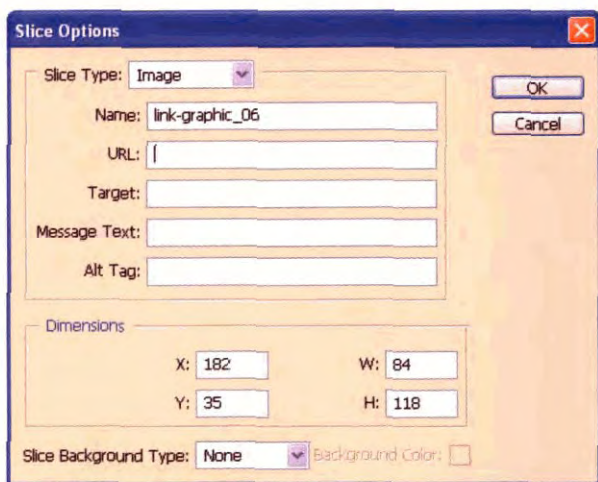 Slice Options
Slice Type: Image
OK
Name: link-graphic_06
Cancel
URL:
Target:
Message Text:
Alt Tag:
Dimensions
X: 182 W: 84
Y: 35 H: 118
Slice Background Type: None Background Color: